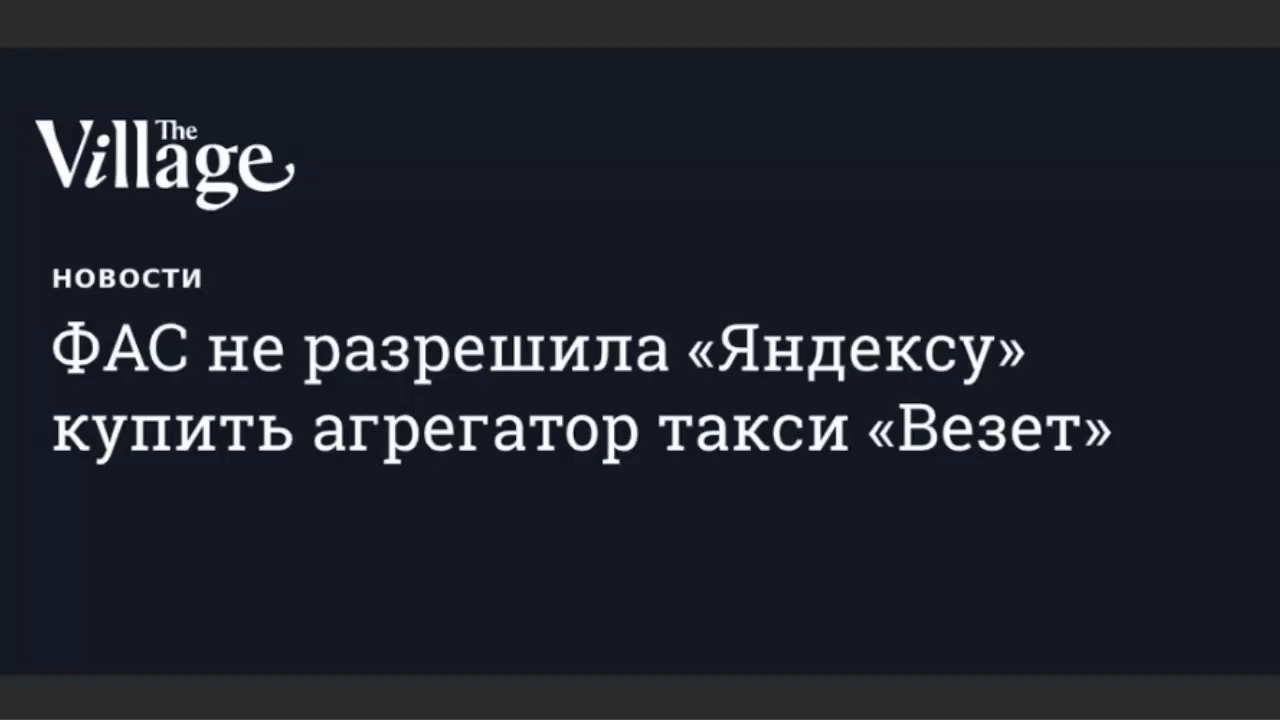 The Village
НОВОСТИ
ФАС не разрешила «Яндексу»
купить агрегатор такси «Везет»